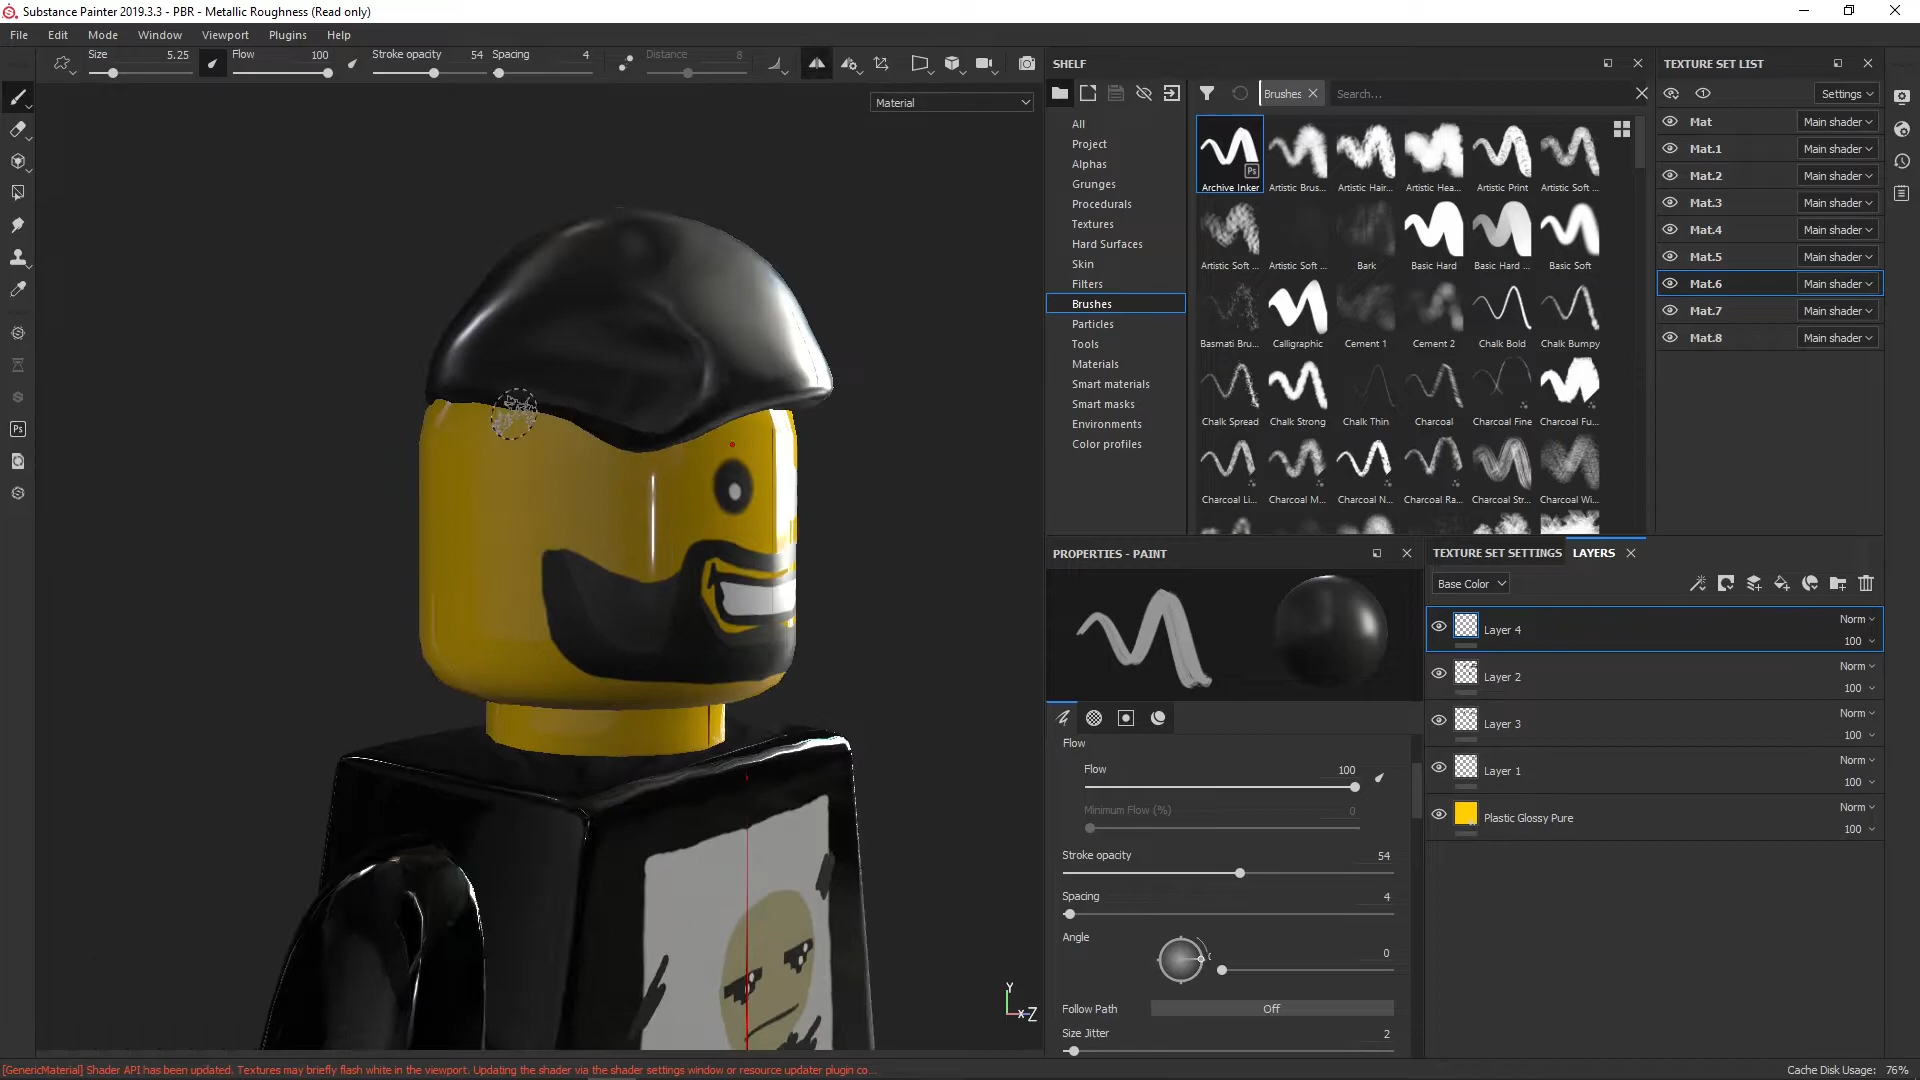 Substance Painter 2019.3.3 - PBR - Metallic Roughness (Read only)
File Edit Mode Window Viewport Plugins Help
Size 5.25 Flow 100 Stroke opacity 54 Spacing 4 Distance 8
Material
SHELF
Brushes Search...
All
Project
Alphas
Grunges
Procedurals
Textures
Hard Surfaces
Skin
Filters
Brushes
Particles
Tools
Materials
Smart materials
Smart masks
Environments
Color profiles
Ps
Archive Inker Artistic Brus... Artistic Hair... Artistic Hea... Artistic Print Artistic Soft ...
Artistic Soft ... Artistic Soft ... Bark Basic Hard Basic Hard ... Basic Soft
Basmati Bru... Calligraphic Cement 1 Cement 2 Chalk Bold Chalk Bumpy
Chalk Spread Chalk Strong Chalk Thin Charcoal Charcoal Fine Charcoal Fu...
Charcoal Li... Charcoal M... Charcoal N... Charcoal Ra... Charcoal Str... Charcoal Wi...
TEXTURE SET LIST
Settings
Mat Main shader
Mat.1 Main shader
Mat.2 Main shader
Mat.3 Main shader
Mat.4 Main shader
Mat.5 Main shader
Mat.6 Main shader
Mat.7 Main shader
Mat.8 Main shader
Ps
PROPERTIES - PAINT
Flow
Flow 100
Minimum Flow (%) 0
Stroke opacity 54
Spacing 4
Angle 0
Follow Path Off
Size Jitter 2
TEXTURE SET SETTINGS LAYERS
Base Color
Layer 4 Norm 100
Layer 2 Norm 100
Layer 3 Norm 100
Layer 1 Norm 100
Plastic Glossy Pure Norm 100
Y
X Z
[GenericMaterial] Shader API has been updated. Textures may briefly flash white in the viewport. Updating the shader via the shader settings window or resource updater plugin co...
Cache Disk Usage: 76%